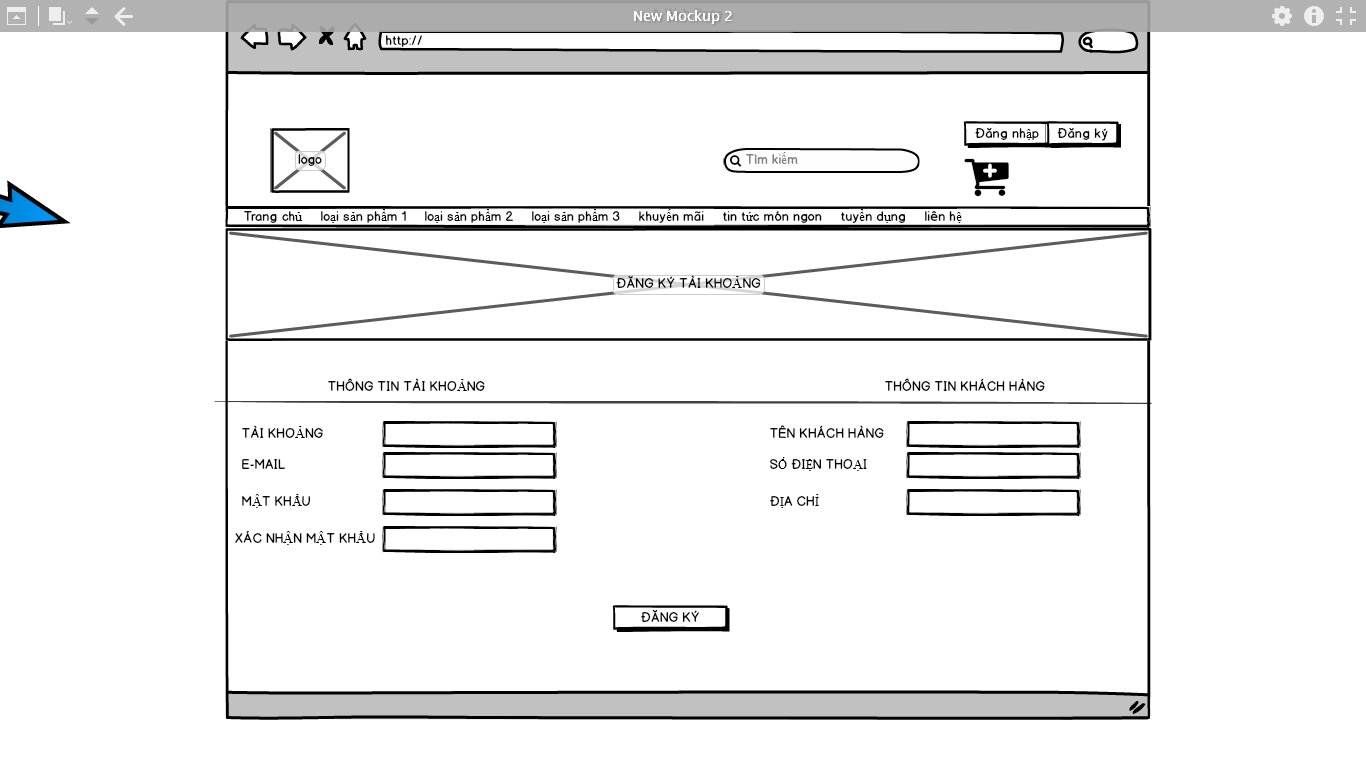 New Mockup 2
http://
Đăng nhập Đăng ký
logo
Tìm kiếm
Trang chủ loại sản phẩm 1 loại sản phẩm 2 loại sản phẩm 3 khuyến mãi tin tức món ngon tuyển dụng liên hệ
ĐĂNG KÝ TÀI KHOẢNG
THÔNG TIN TÀI KHOẢNG THÔNG TIN KHÁCH HÀNG
TÀI KHOẢNG TÊN KHÁCH HÀNG
E-MAIL SỐ ĐIỆN THOẠI
MẬT KHẨU ĐỊA CHỈ
XÁC NHẬN MẬT KHẨU
ĐĂNG KÝ